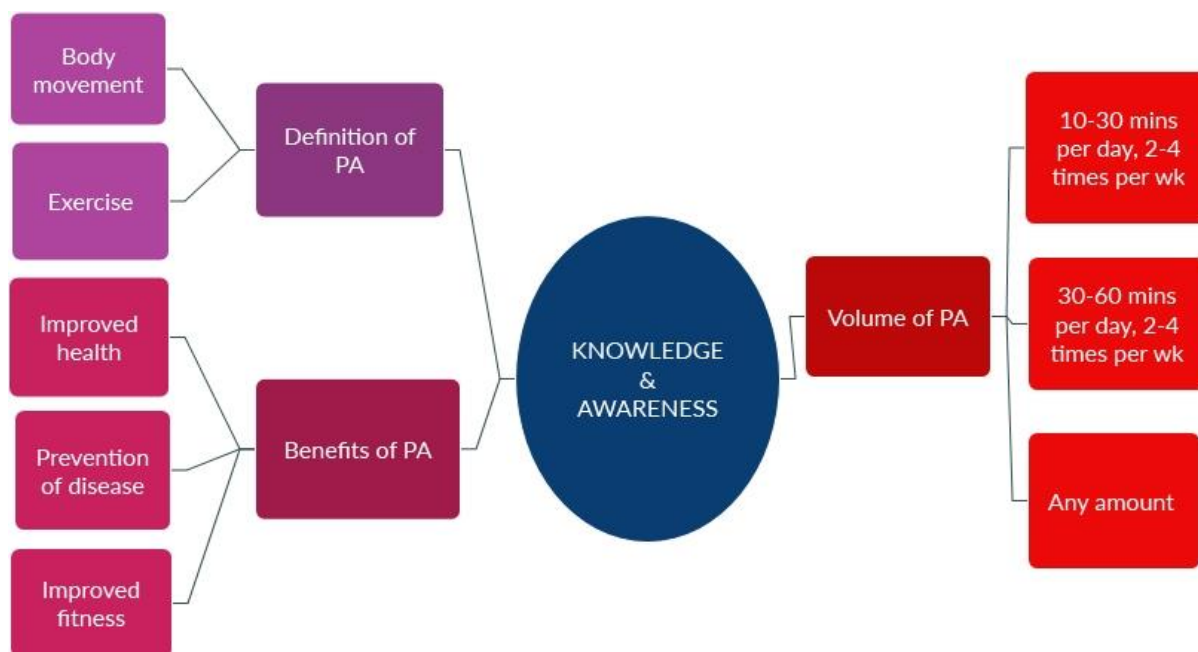 Body
movement
Exercise
Definition of
PA
Improved
health
Prevention
of disease
Improved
fitness
Benefits of PA
KNOWLEDGE
&
AWARENESS
Volume of PA
10-30 mins
per day, 2-4
times per wk
30-60 mins
per day, 2-4
times per wk
Any amount